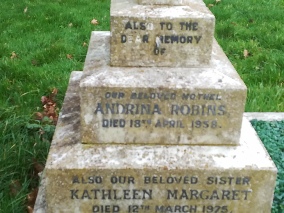 ALSO TO THE
DEAR MEMORY
OF
OUR BELOVED MOTHER
ANDRINA ROBINS
DIED 18TH APRIL 1958.
ALSO OUR BELOVED SISTER
KATHLEEN MARGARET
DIED 12TH MARCH 1975